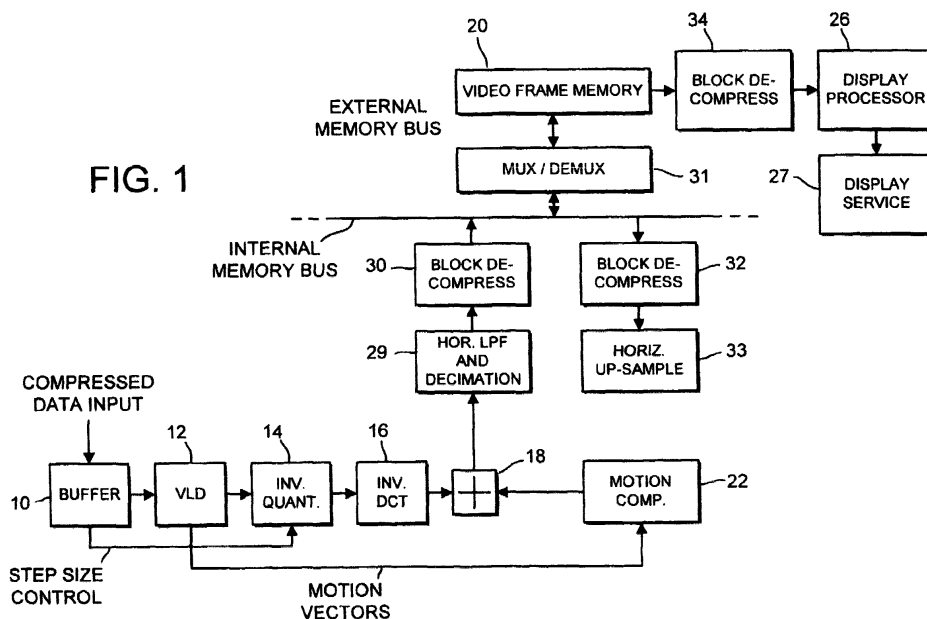 FIG. 1
20
VIDEO FRAME MEMORY
34
BLOCK DE-
COMPRESS
26
DISPLAY
PROCESSOR
EXTERNAL
MEMORY BUS
MUX / DEMUX
31
27
DISPLAY
SERVICE
INTERNAL
MEMORY BUS
30
BLOCK DE-
COMPRESS
BLOCK DE-
COMPRESS
32
29
HOR. LPF
AND
DECIMATION
HORIZ.
UP-SAMPLE
33
COMPRESSED
DATA INPUT
10
BUFFER
12
VLD
14
INV.
QUANT.
16
INV.
DCT
18
MOTION
COMP.
22
STEP SIZE
CONTROL
MOTION
VECTORS